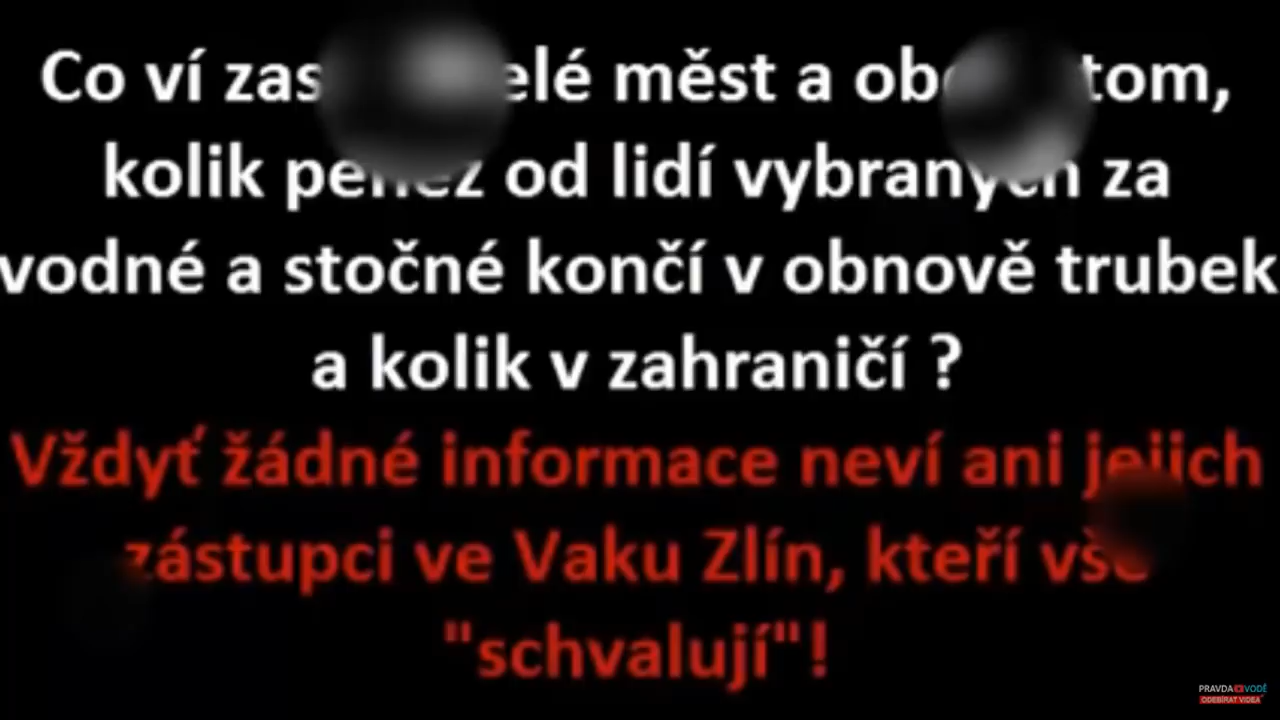 Co ví měst a tom,
kolik peněz od lidí vybraných za
vodné a stočné končí v obnově trubek
a kolik v zahraničí ?
Vždyť žádné informace neví ani jejich
zástupci ve Vaku Zlín, kteří vše
"schvalují"!
PRAVDA VODĚ
ODEBÍRAT VIDEA